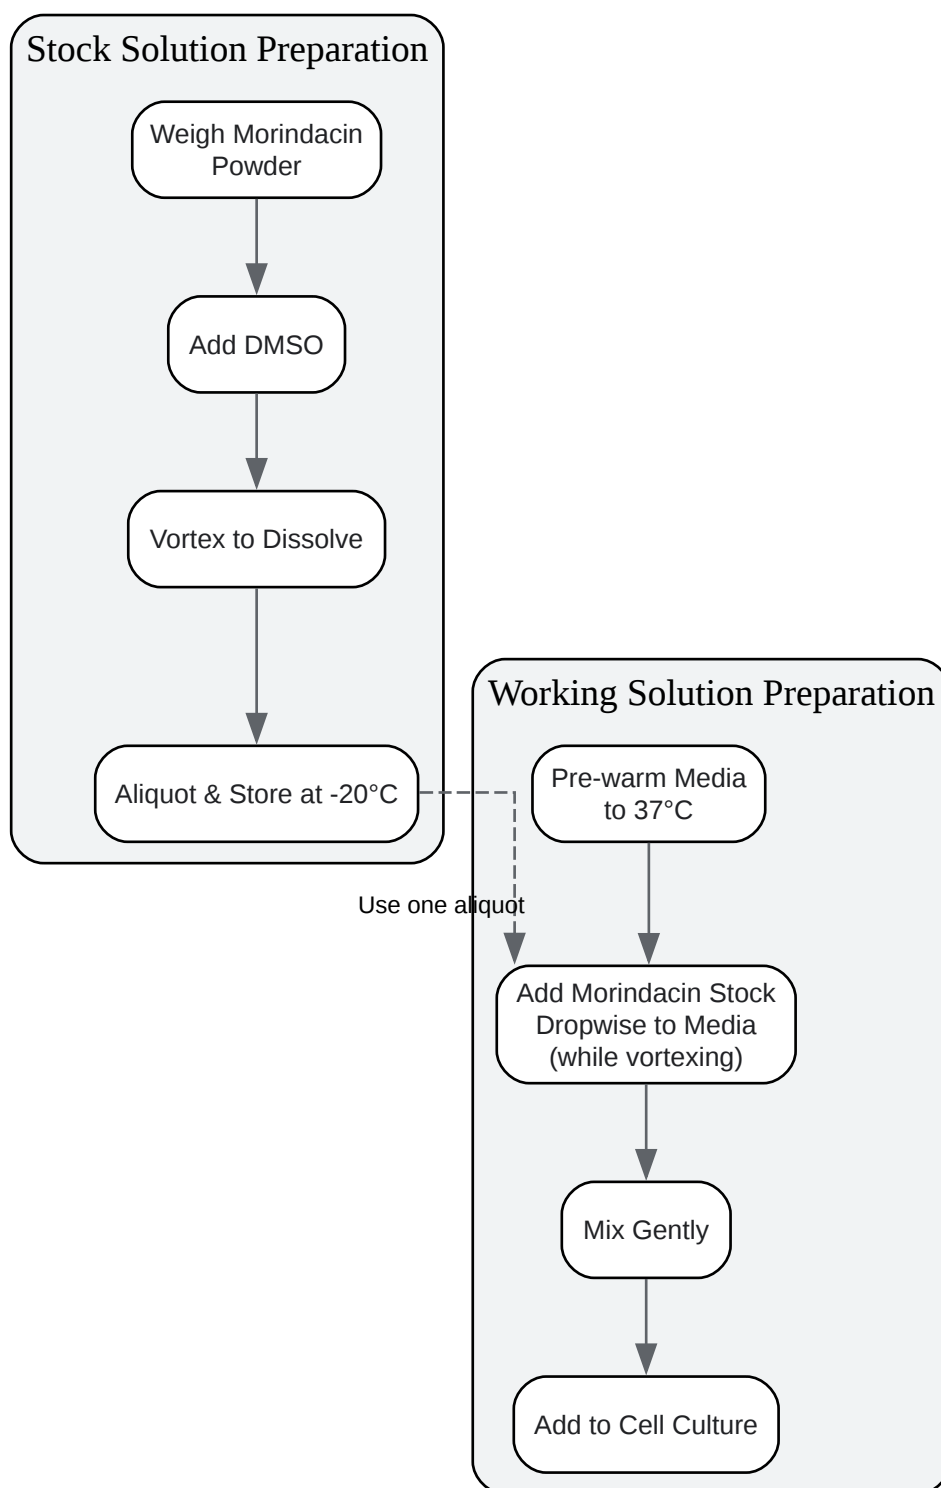 Stock Solution Preparation
Weigh Morindacin
Powder
Add DMSO
Vortex to Dissolve
Aliquot & Store at -20°C
Use one aliquot
Working Solution Preparation
Pre-warm Media
to 37°C
Add Morindacin Stock
Dropwise to Media
(while vortexing)
Mix Gently
Add to Cell Culture